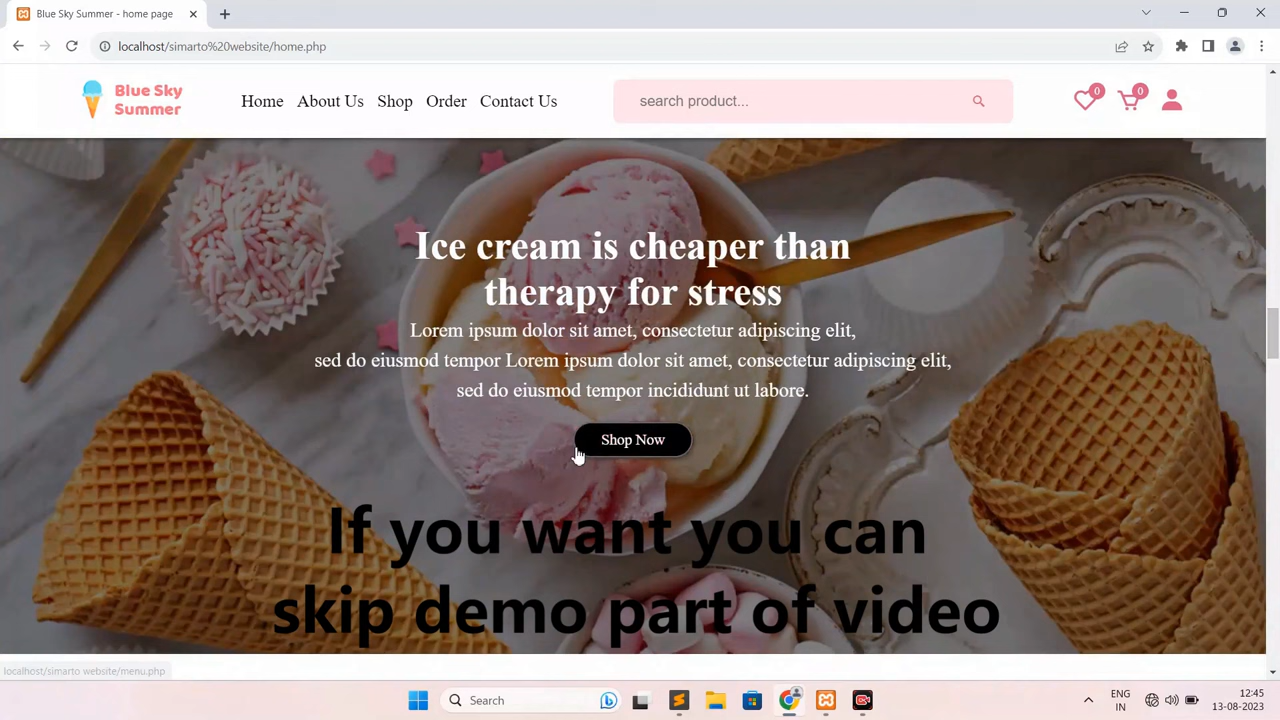 Blue Sky Summer - home page
localhost/simarto%20website/home.php
Blue Sky
Summer
Home About Us Shop Order Contact Us
search product...
0
0
Ice cream is cheaper than
therapy for stress
Lorem ipsum dolor sit amet, consectetur adipiscing elit,
sed do eiusmod tempor Lorem ipsum dolor sit amet, consectetur adipiscing elit,
sed do eiusmod tempor incididunt ut labore.
Shop Now
If you want you can
skip demo part of video
localhost/simarto website/menu.php
Search
ENG
IN
12:45
13-08-2023